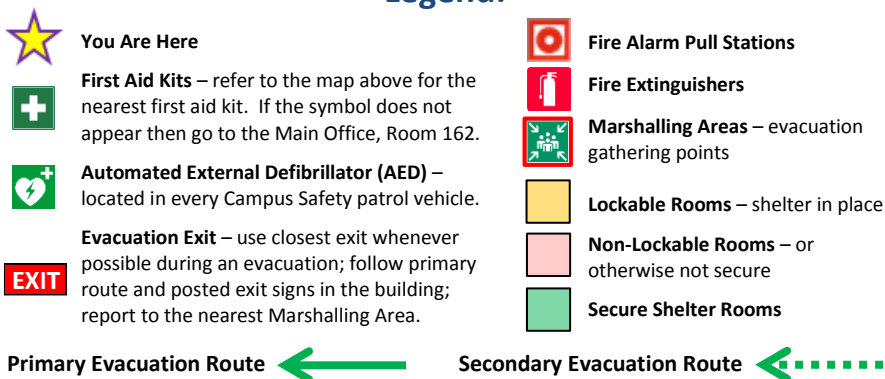 Legend:
You Are Here
First Aid Kits – refer to the map above for the
nearest first aid kit.  If the symbol does not
appear then go to the Main Office, Room 162.
Automated External Defibrillator (AED) –
located in every Campus Safety patrol vehicle.
EXIT
Evacuation Exit – use closest exit whenever
possible during an evacuation; follow primary
route and posted exit signs in the building;
report to the nearest Marshalling Area.
Fire Alarm Pull Stations
Fire Extinguishers
Marshalling Areas – evacuation
gathering points
Lockable Rooms – shelter in place
Non-Lockable Rooms – or
otherwise not secure
Secure Shelter Rooms
Primary Evacuation Route
Secondary Evacuation Route